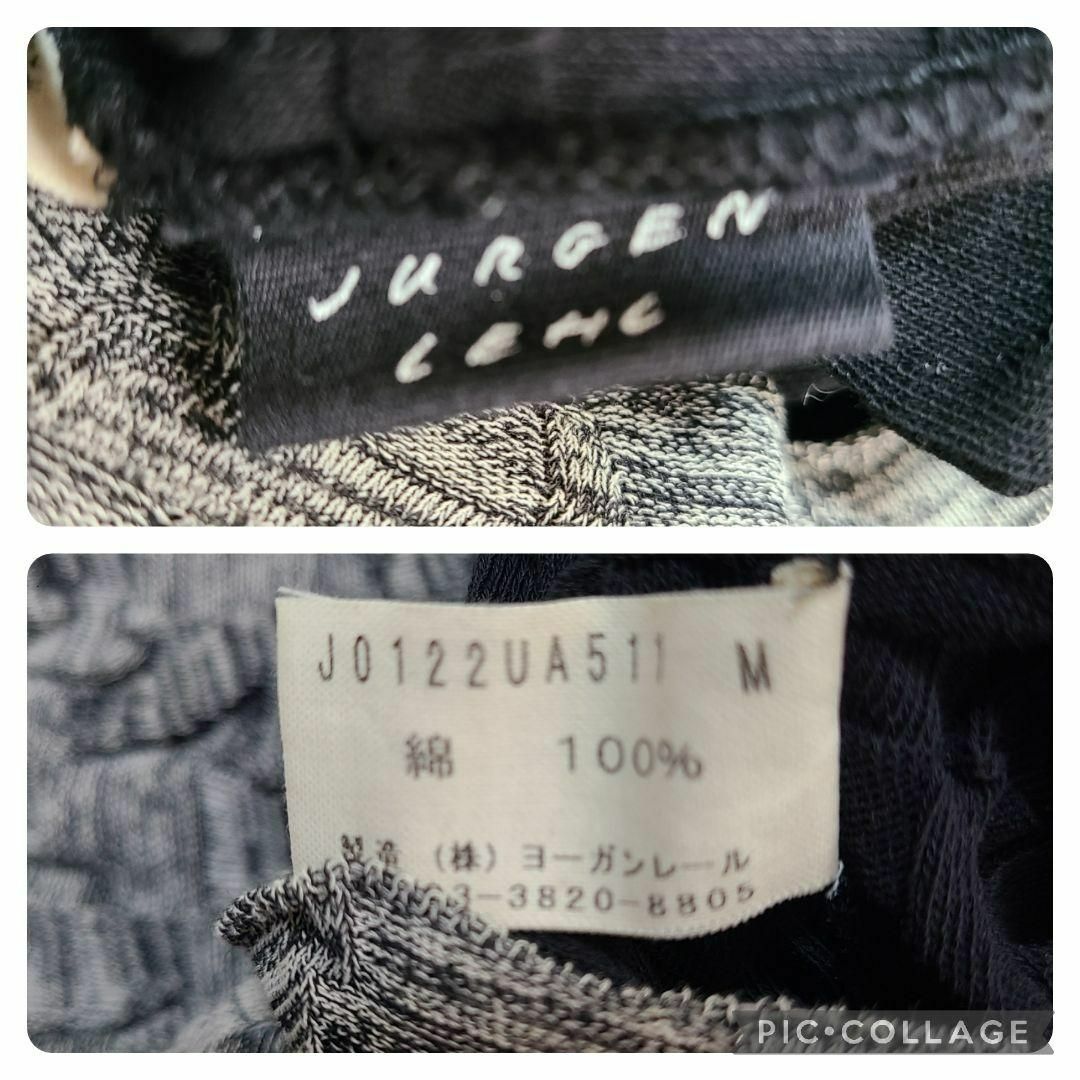 JURGEN
LEHL
J0122UA511 M
綿 100%
製造 (株)ヨーガンレール
03-3820-8805
PIC•COLLAGE